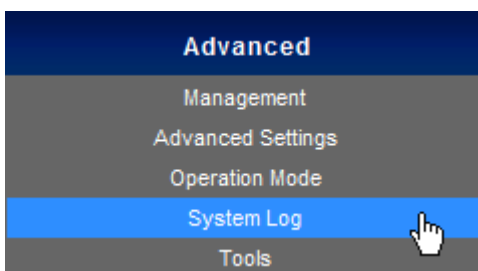 Advanced
Management
Advanced Settings
Operation Mode
System Log
Tools